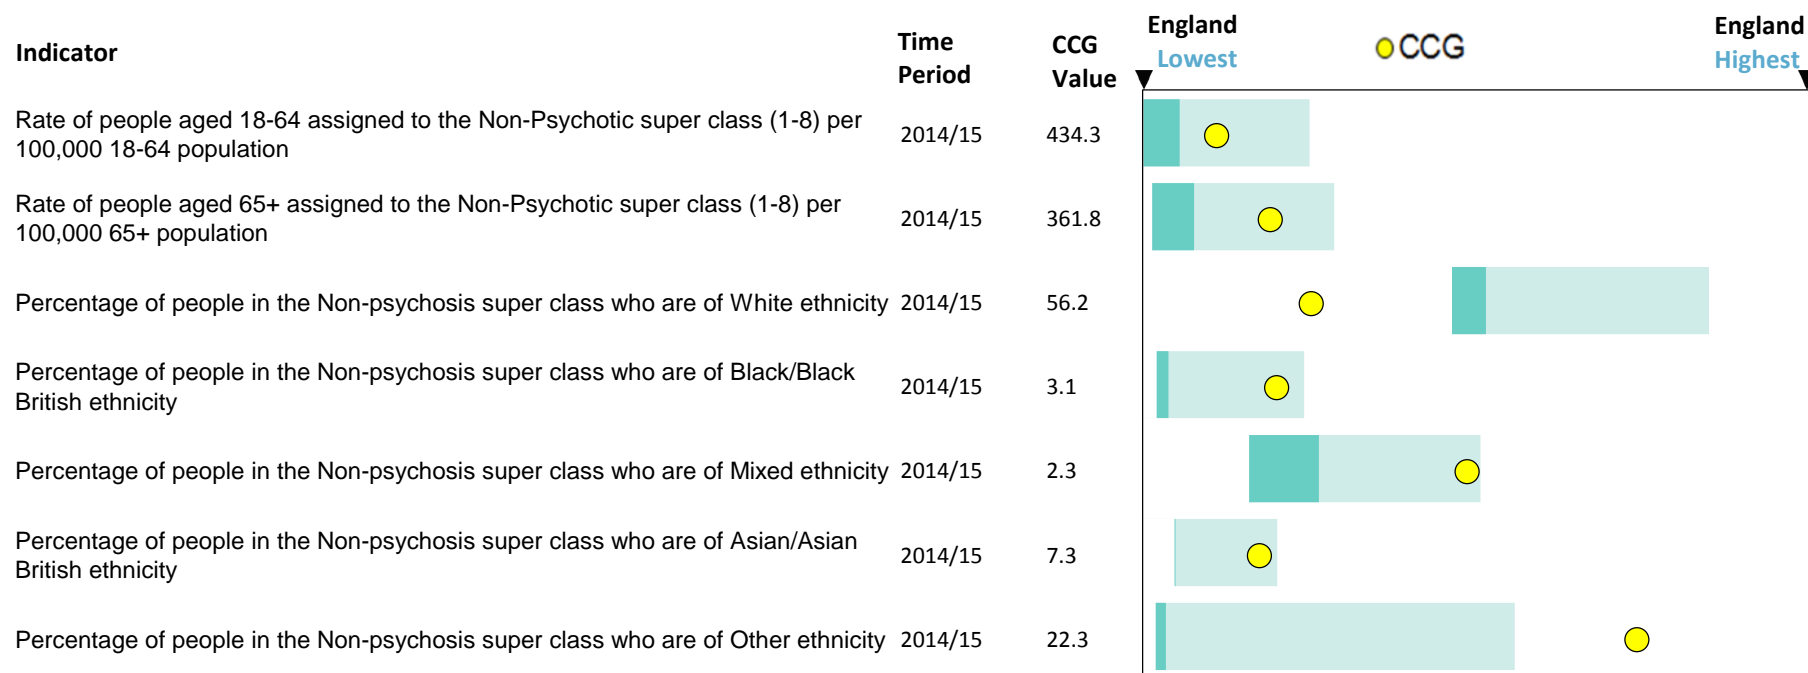 Indicator
Time
Period
CCG
Value
England
Lowest
CCG
England
Highest
Rate of people aged 18-64 assigned to the Non-Psychotic super class (1-8) per
100,000 18-64 population
2014/15
434.3
Rate of people aged 65+ assigned to the Non-Psychotic super class (1-8) per
100,000 65+ population
2014/15
361.8
Percentage of people in the Non-psychosis super class who are of White ethnicity
2014/15
56.2
Percentage of people in the Non-psychosis super class who are of Black/Black
British ethnicity
2014/15
3.1
Percentage of people in the Non-psychosis super class who are of Mixed ethnicity
2014/15
2.3
Percentage of people in the Non-psychosis super class who are of Asian/Asian
British ethnicity
2014/15
7.3
Percentage of people in the Non-psychosis super class who are of Other ethnicity
2014/15
22.3